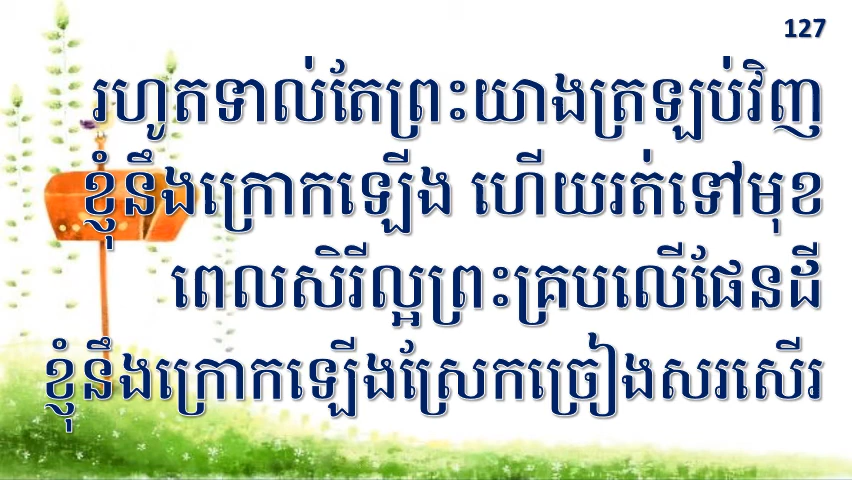 127
រហូតទាល់តែព្រះយាងត្រឡប់វិញ
ខ្ញុំនឹងក្រោកឡើង ហើយរត់ទៅមុខ
ពេលសិរីល្អព្រះគ្របលើផែនដី
ខ្ញុំនឹងក្រោកឡើងស្រែកច្រៀងសរសើរ